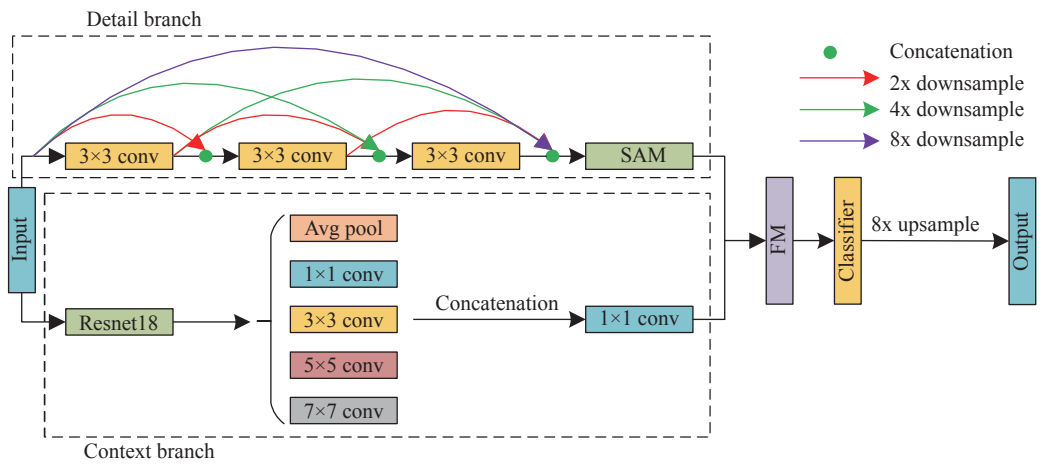 Detail branch
Concatenation
2x downsample
4x downsample
8x downsample
3×3 conv
3×3 conv
3×3 conv
SAM
Input
Avg pool
1×1 conv
3×3 conv
5×5 conv
7×7 conv
Resnet18
Concatenation
1×1 conv
FM
Classifier
8x upsample
Output
Context branch